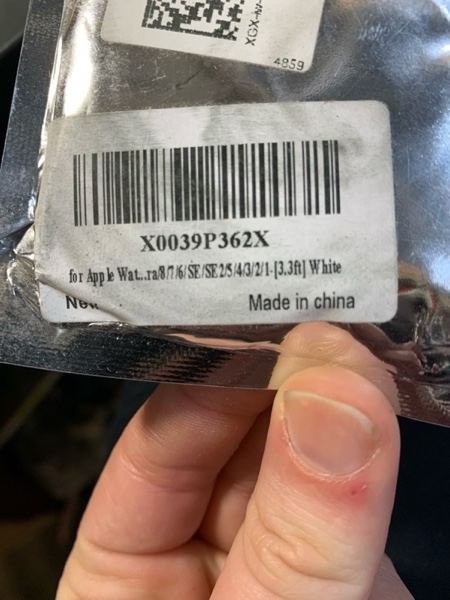 4859
X0039P362X
for Apple Wat...ra/8/7/6/SE/SE2/5/4/3/2/1-[3.3ft] White
New
Made in china